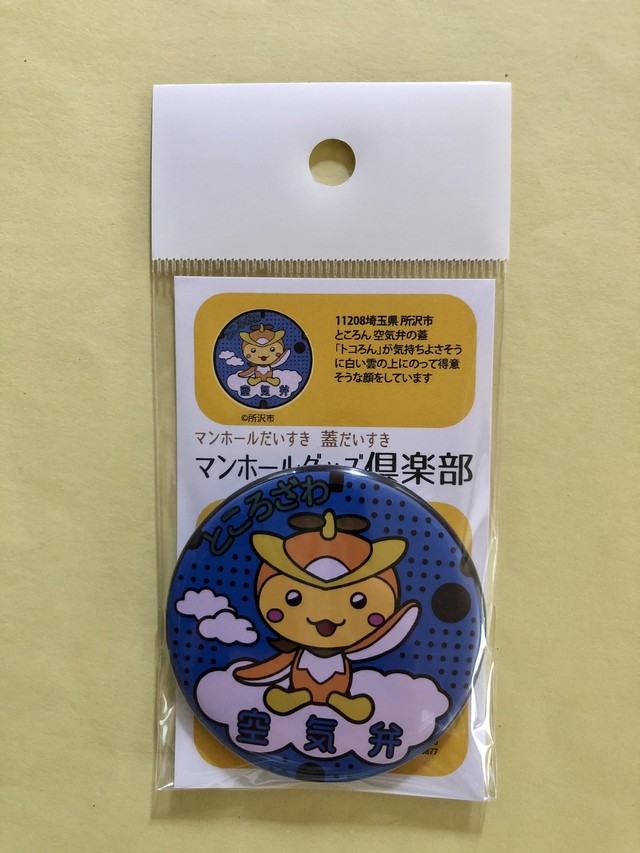 11208埼玉県 所沢市
ところん 空気弁の蓋
「トコろん」が気持ちよさそう
に白い雲の上にのって得意
そうな顔をしています
空気弁
©所沢市
マンホールだいすき 蓋だいすき
マンホールグッズ倶楽部
ところざわ
空気弁